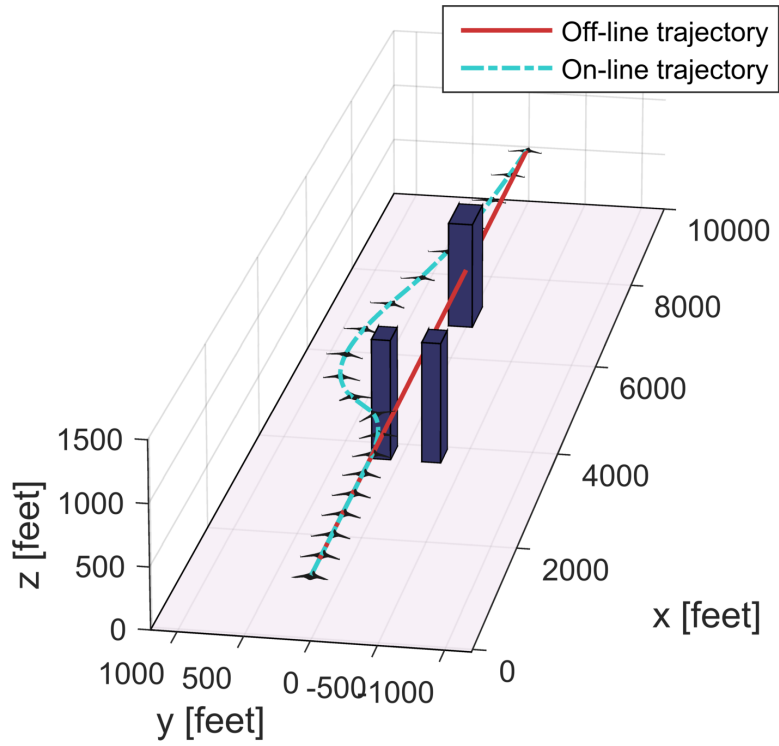 Off-line trajectory
On-line trajectory
10000
8000
6000
4000
2000
0
x [feet]
1500
1000
500
0
z [feet]
1000 500 0 -500 -1000
y [feet]